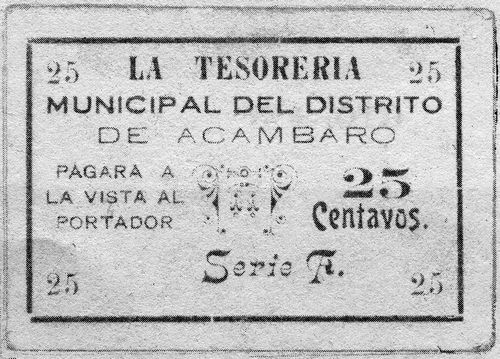 25 LA TESORERIA 25
MUNICIPAL DEL DISTRITO
DE ACAMBARO
PAGARA A
LA VISTA AL
PORTADOR
25
Centavos.
Serie A.
25 25